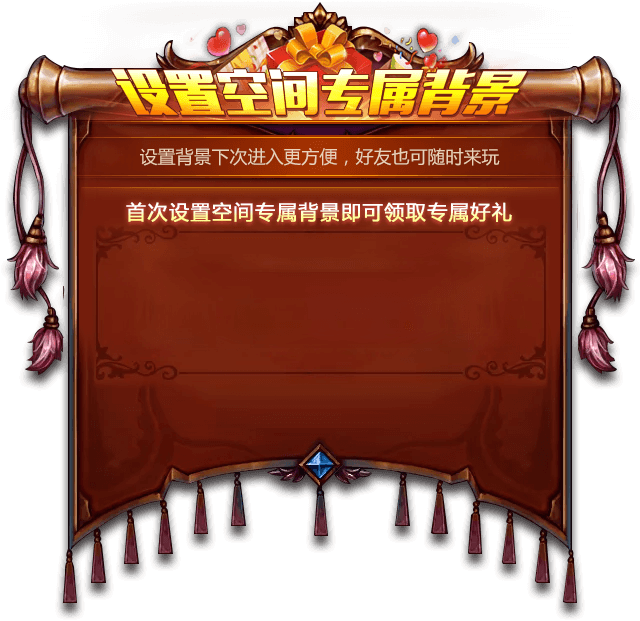 设置空间专属背景
设置背景下次进入更方便，好友也可随时来玩
首次设置空间专属背景即可领取专属好礼